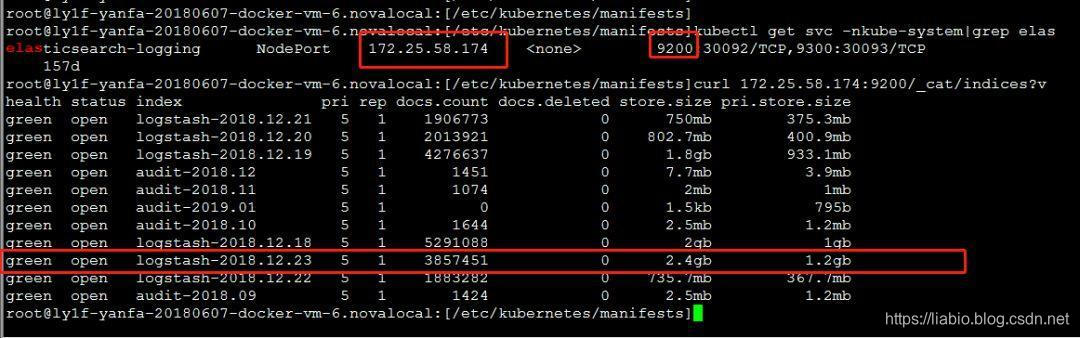 root@ly1f-yanfa-20180607-docker-vm-6.novalocal:[/etc/kubernetes/manifests]
root@ly1f-yanfa-20180607-docker-vm-6.novalocal:[/etc/kubernetes/manifests]kubectl get svc -nkube-system|grep elas
elasticsearch-logging NodePort 172.25.58.174 <none> 9200:30092/TCP,9300:30093/TCP
157d
root@ly1f-yanfa-20180607-docker-vm-6.novalocal:[/etc/kubernetes/manifests]curl 172.25.58.174:9200/_cat/indices?v
health status index pri rep docs.count docs.deleted store.size pri.store.size
green open logstash-2018.12.21 5 1 1906773 0 750mb 375.3mb
green open logstash-2018.12.20 5 1 2013921 0 802.7mb 400.9mb
green open logstash-2018.12.19 5 1 4276637 0 1.8gb 933.1mb
green open audit-2018.12 5 1 1451 0 7.7mb 3.9mb
green open audit-2018.11 5 1 1074 0 2mb 1mb
green open audit-2019.01 5 1 0 0 1.5kb 795b
green open audit-2018.10 5 1 1644 0 2.5mb 1.2mb
green open logstash-2018.12.18 5 1 5291088 0 2gb 1gb
green open logstash-2018.12.23 5 1 3857451 0 2.4gb 1.2gb
green open logstash-2018.12.22 5 1 1883282 0 735.7mb 367.7mb
green open audit-2018.09 5 1 1424 0 2.5mb 1.2mb
root@ly1f-yanfa-20180607-docker-vm-6.novalocal:[/etc/kubernetes/manifests]
https://liabio.blog.csdn.net